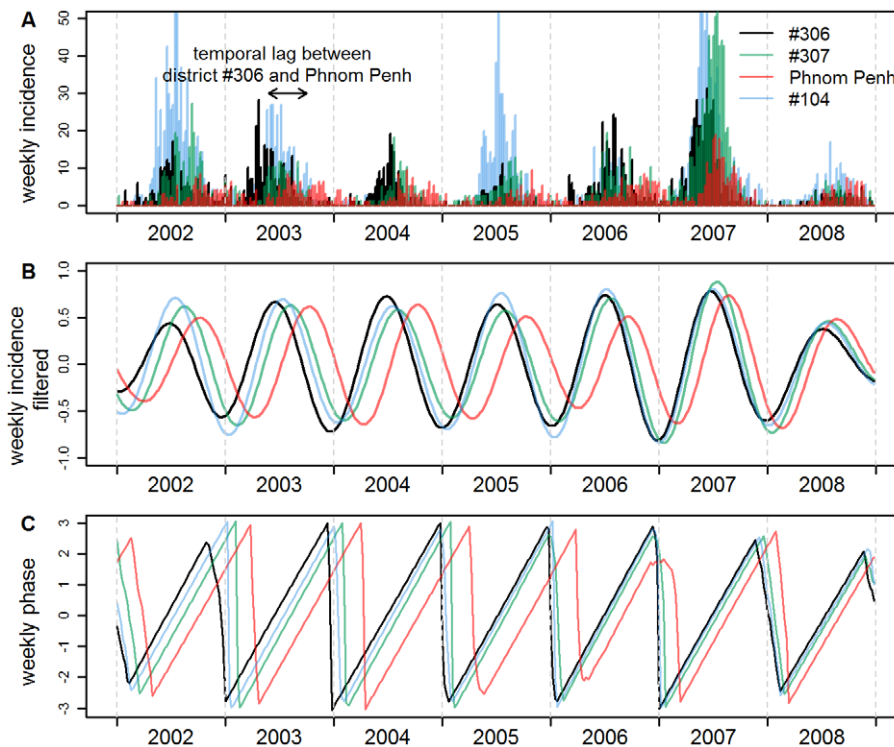 A
weekly incidence
50
40
30
20
10
0
temporal lag between
district #306 and Phnom Penh
#306
#307
Phnom Penh
#104
2002 2003 2004 2005 2006 2007 2008
B
weekly incidence
filtered
1.0
0.5
0.0
-0.5
-1.0
2002 2003 2004 2005 2006 2007 2008
C
weekly phase
3
2
1
0
-1
-2
-3
2002 2003 2004 2005 2006 2007 2008